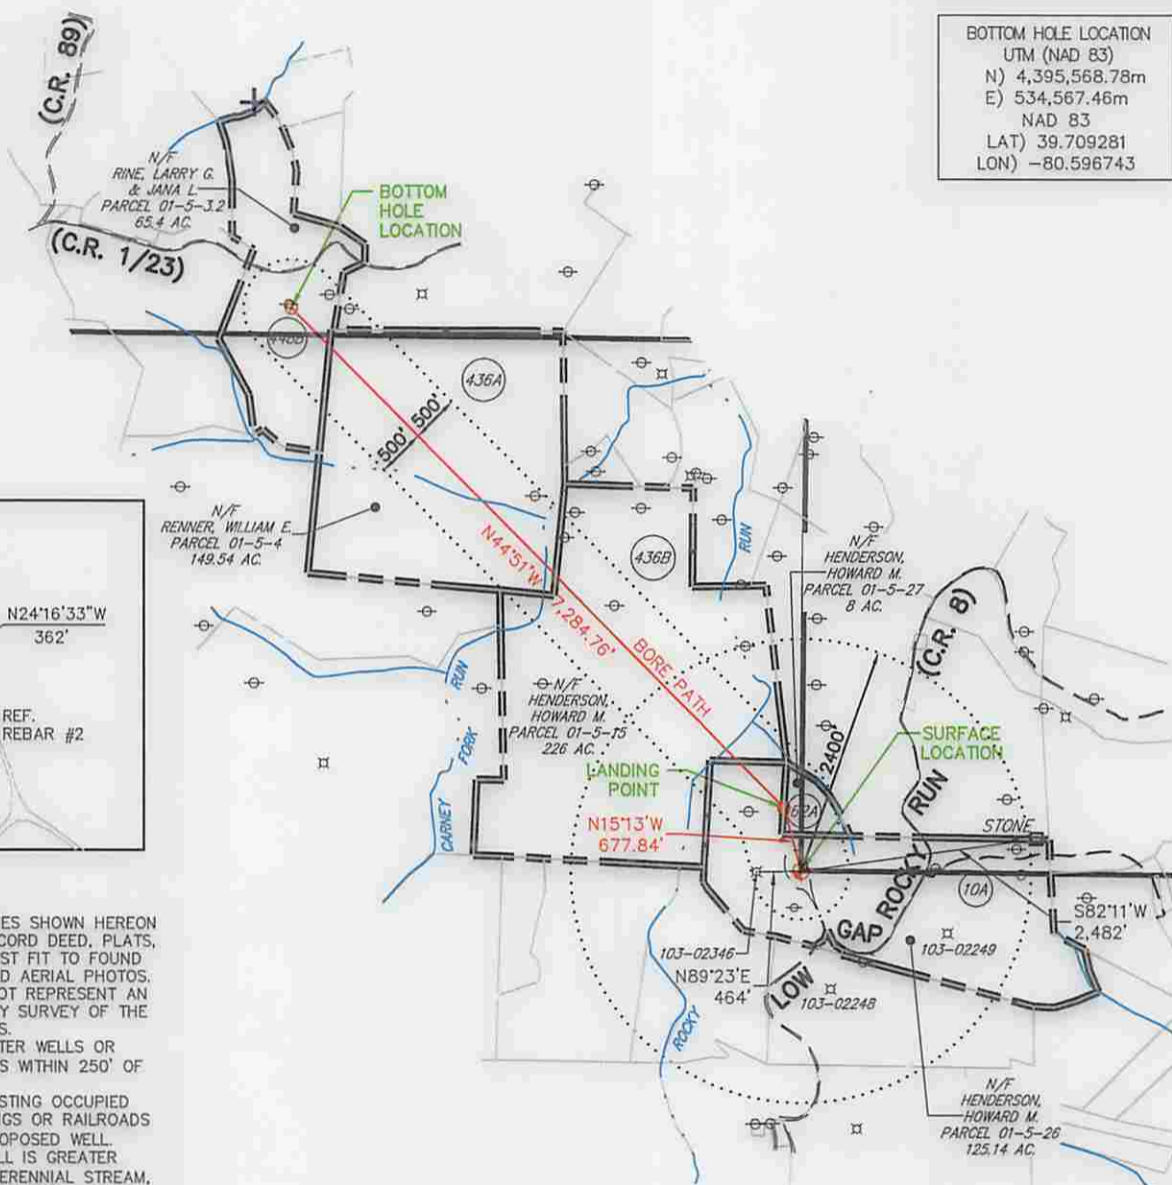 BOTTOM HOLE LOCATION
UTM (NAD 83)
N) 4,395,568.78m
E) 534,567.46m
NAD 83
LAT) 39.709281
LON) -80.596743
(C.R. 89)
N/F
RINE, LARRY G.
& JANA L.
PARCEL 01-5-3.2
65.4 AC.
BOTTOM
HOLE
LOCATION
(C.R. 1/23)
436A
500' 500'
N/F
RENNER, WILLIAM E.
PARCEL 01-5-4
149.54 AC.
N44°51'W
7,284.76'
BORE PATH
436B
RUN
N/F
HENDERSON,
HOWARD M.
PARCEL 01-5-27
8 AC.
(C.R. 8)
N24°16'33"W
362'
REF.
REBAR #2
CARNEY
FORK
RUN
N/F
HENDERSON,
HOWARD M.
PARCEL 01-5-15
226 AC.
2400'
SURFACE
LOCATION
LANDING
POINT
N15°13'W
677.84'
STONE
10A
S82°11'W
2,482'
LOW
GAP
ROCKY
RUN
103-02346
103-02249
N89°23'E
464'
103-02248
ROCKY
N/F
HENDERSON,
HOWARD M.
PARCEL 01-5-26
125.14 AC.
ES SHOWN HEREON
CORD DEED, PLATS,
ST FIT TO FOUND
D AERIAL PHOTOS.
OT REPRESENT AN
Y SURVEY OF THE
S.
TER WELLS OR
S WITHIN 250' OF
STING OCCUPIED
GS OR RAILROADS
OPOSED WELL.
LL IS GREATER
ERENNIAL STREAM,